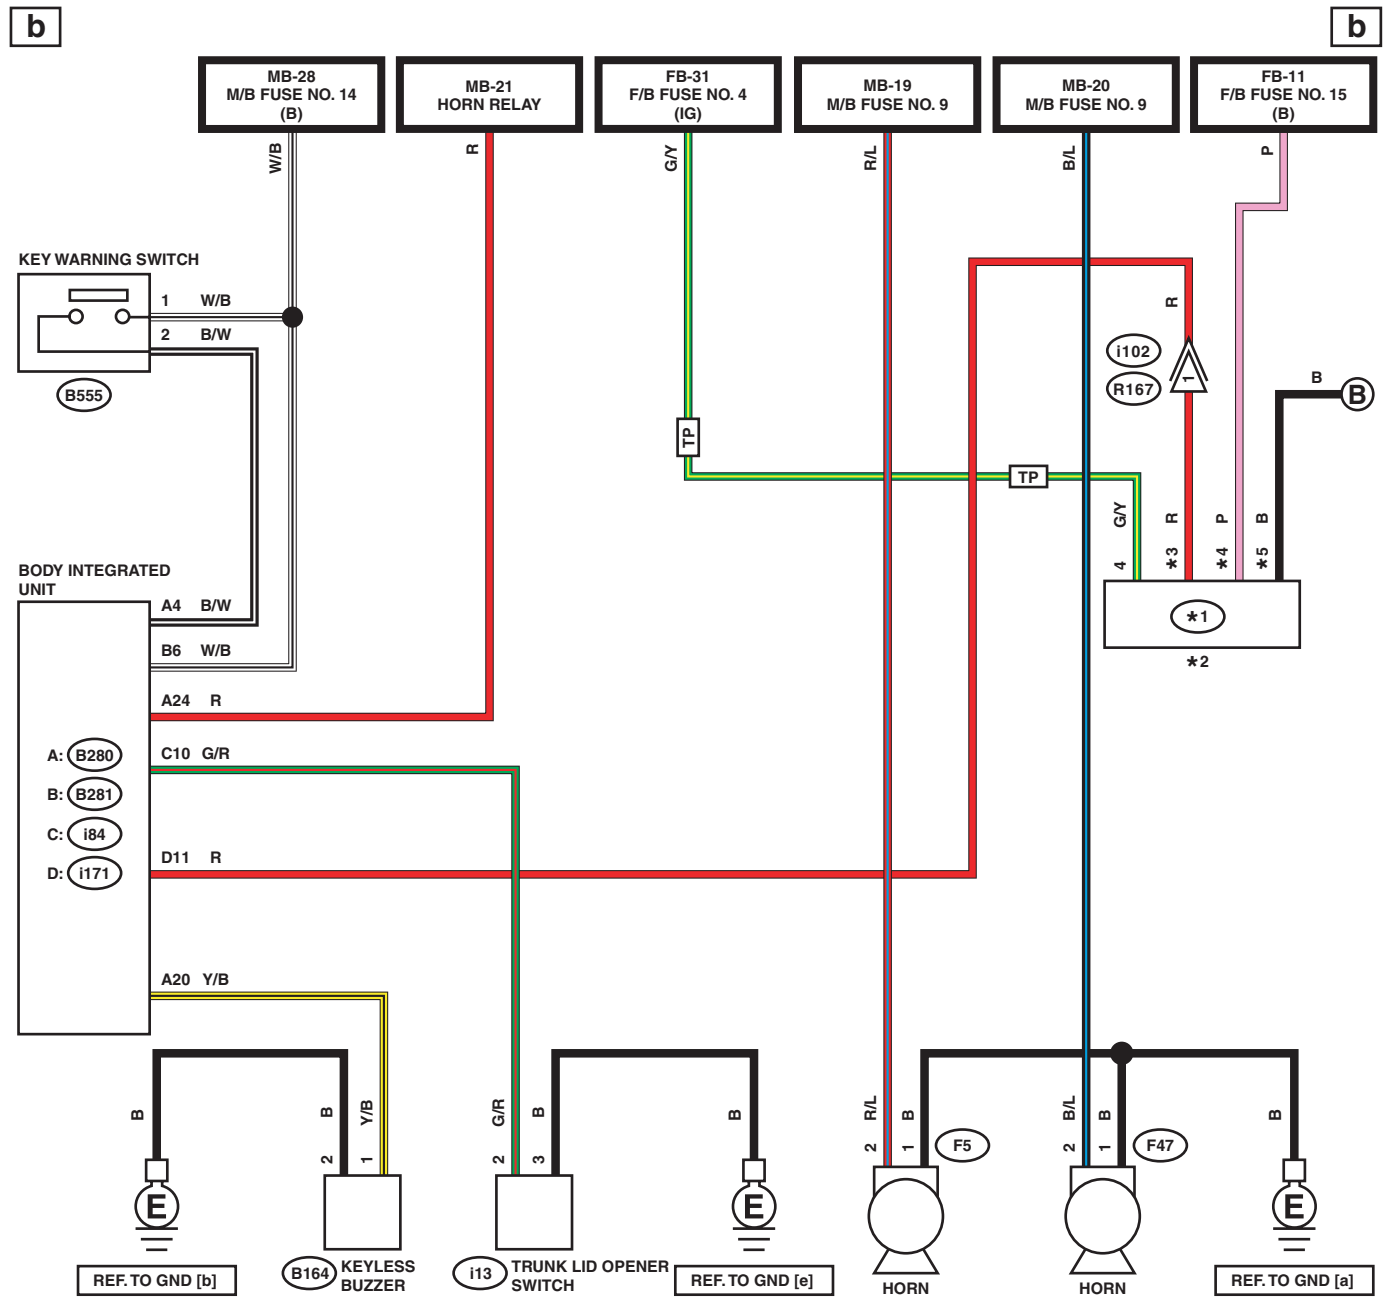 b
b
MB-28
M/B FUSE NO. 14
(B)
MB-21
HORN RELAY
FB-31
F/B FUSE NO. 4
(IG)
MB-19
M/B FUSE NO. 9
MB-20
M/B FUSE NO. 9
FB-11
F/B FUSE NO. 15
(B)
W/B
R
G/Y
R/L
B/L
P
KEY WARNING SWITCH
1 W/B
2 B/W
B555
R
i102
R167
1
B
B
TP
TP
G/Y
R
P
B
4
*3
*4
*5
*1
*2
BODY INTEGRATED
UNIT
A4 B/W
B6 W/B
A24 R
A: B280
C10 G/R
B: B281
C: i84
D11 R
D: i171
A20 Y/B
B
B
Y/B
G/R
B
B
R/L
B
B/L
B
B
2
1
2
3
2
1
F5
2
1
F47
E
E
E
REF. TO GND [b]
B164
KEYLESS
BUZZER
i13
TRUNK LID OPENER
SWITCH
REF. TO GND [e]
HORN
HORN
REF. TO GND [a]